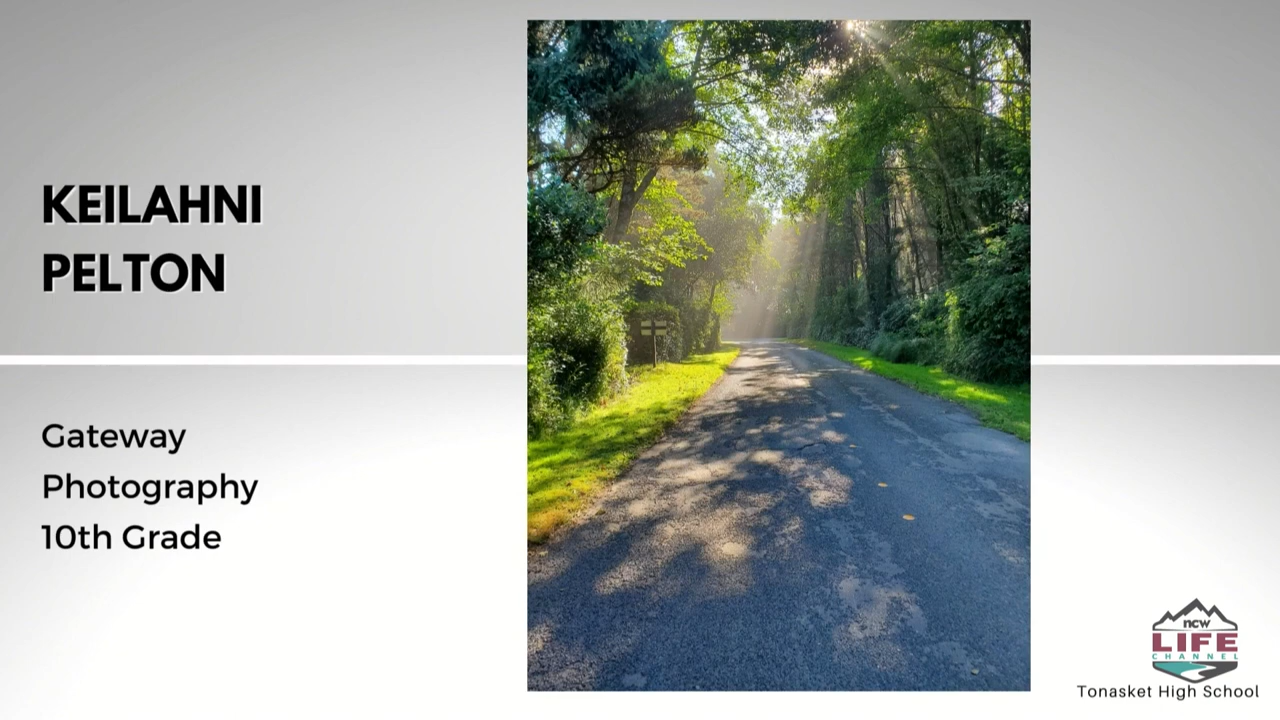 KEILAHNI
PELTON
Gateway
Photography
10th Grade
ncw
LIFE
CHANNEL
Tonasket High School